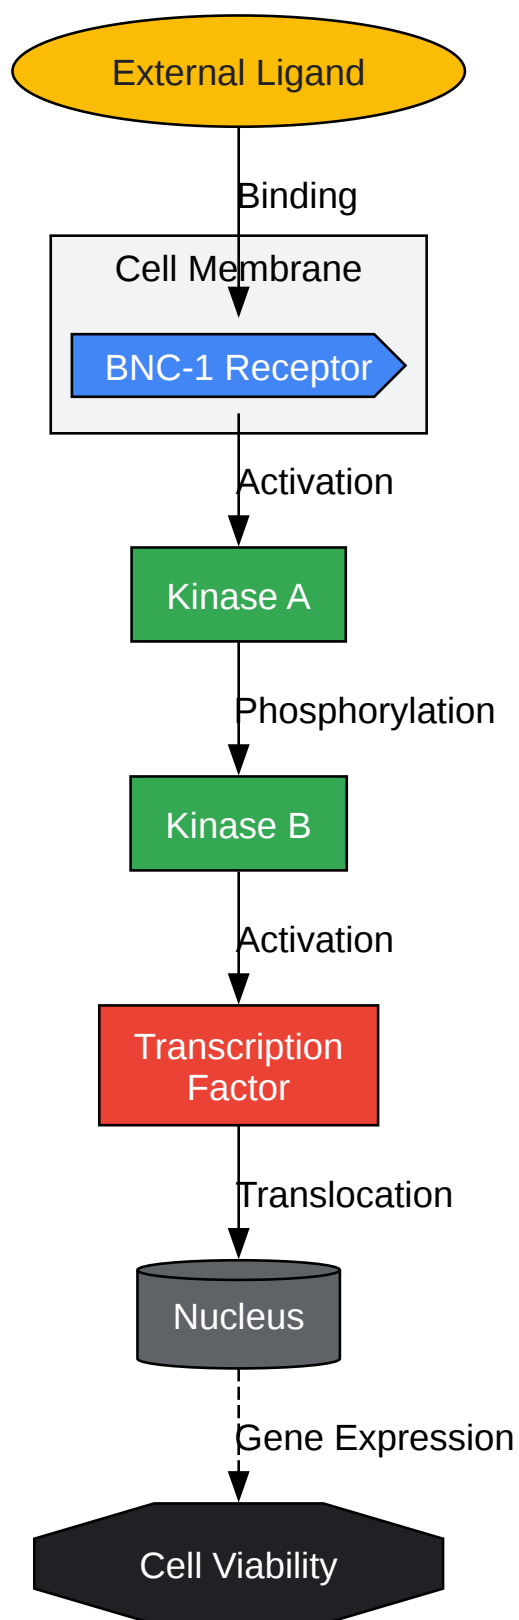 External Ligand
Binding
Cell Membrane
BNC-1 Receptor
Activation
Kinase A
Phosphorylation
Kinase B
Activation
Transcription
Factor
Translocation
Nucleus
Gene Expression
Cell Viability